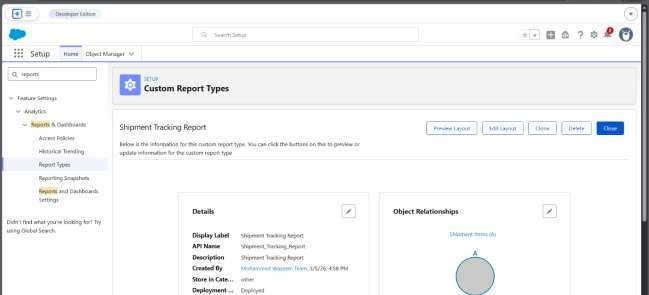 Developer Edition
Search Setup
Setup
Home
Object Manager
reports
Feature Settings
Analytics
Reports & Dashboards
Access Policies
Historical Trending
Report Types
Reporting Snapshots
Reports and Dashboards
Settings
Didn't find what you're looking for? Try
using Global Search.
SETUP
Custom Report Types
Shipment Tracking Report
Preview Layout
Edit Layout
Clone
Delete
Close
Below is the information for this custom report type. You can click the buttons on this to preview or
update information for the custom report type
Details
Display Label Shipment Tracking Report
API Name Shipment_Tracking_Report
Description Shipment Tracking Report
Created By Mohammed Waseem Team, 3/5/26, 4:58 PM
Store in Cate... other
Deployment ... Deployed
Object Relationships
Shipment Items (A)
A